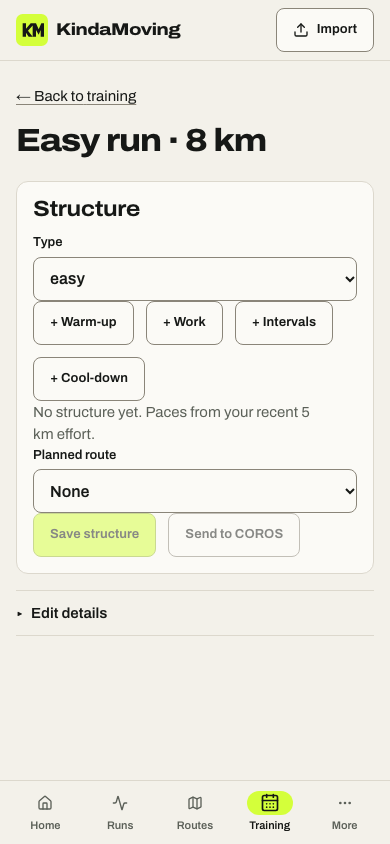 KM KindaMoving
Import
← Back to training
Easy run · 8 km
Structure
Type
easy
+ Warm-up
+ Work
+ Intervals
+ Cool-down
No structure yet. Paces from your recent 5
km effort.
Planned route
None
Save structure
Send to COROS
▸ Edit details
Home
Runs
Routes
Training
More